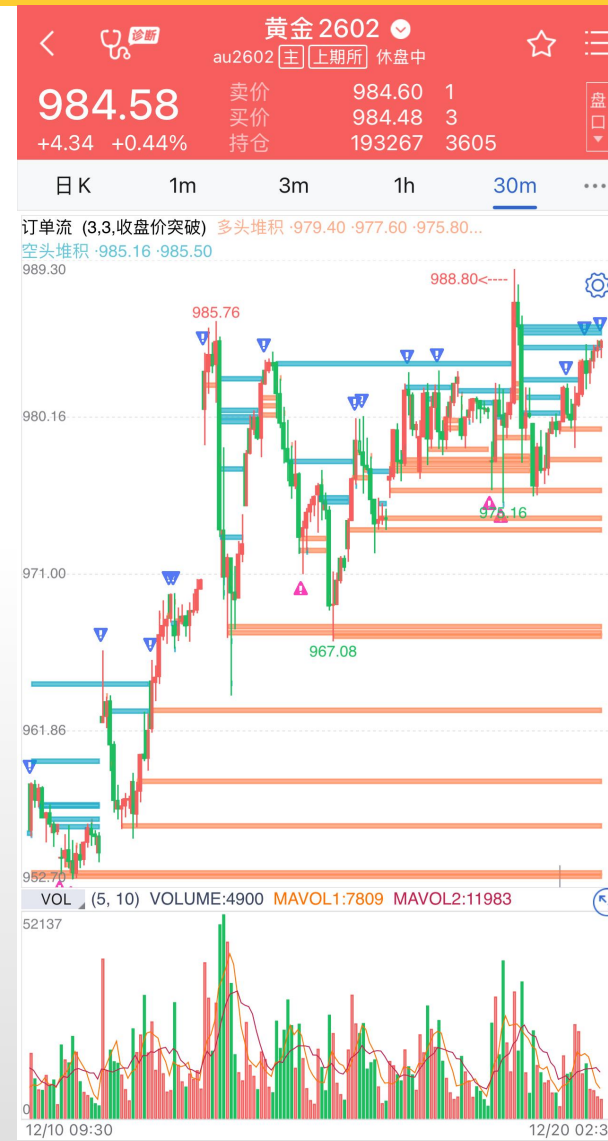 诊断
黄金2602
au2602 主 上期所 休盘中
984.58
+4.34 +0.44%
卖价 984.60 1
买价 984.48 3
持仓 193267 3605
盘口
日K 1m 3m 1h 30m
订单流 (3,3,收盘价突破) 多头堆积 ·979.40 ·977.60 ·975.80...
空头堆积 ·985.16 ·985.50
989.30
988.80<----
985.76
980.16
971.00
967.08
961.86
952.70
VOL (5, 10) VOLUME:4900 MAVOL1:7809 MAVOL2:11983
52137
0
12/10 09:30 12/20 02:3